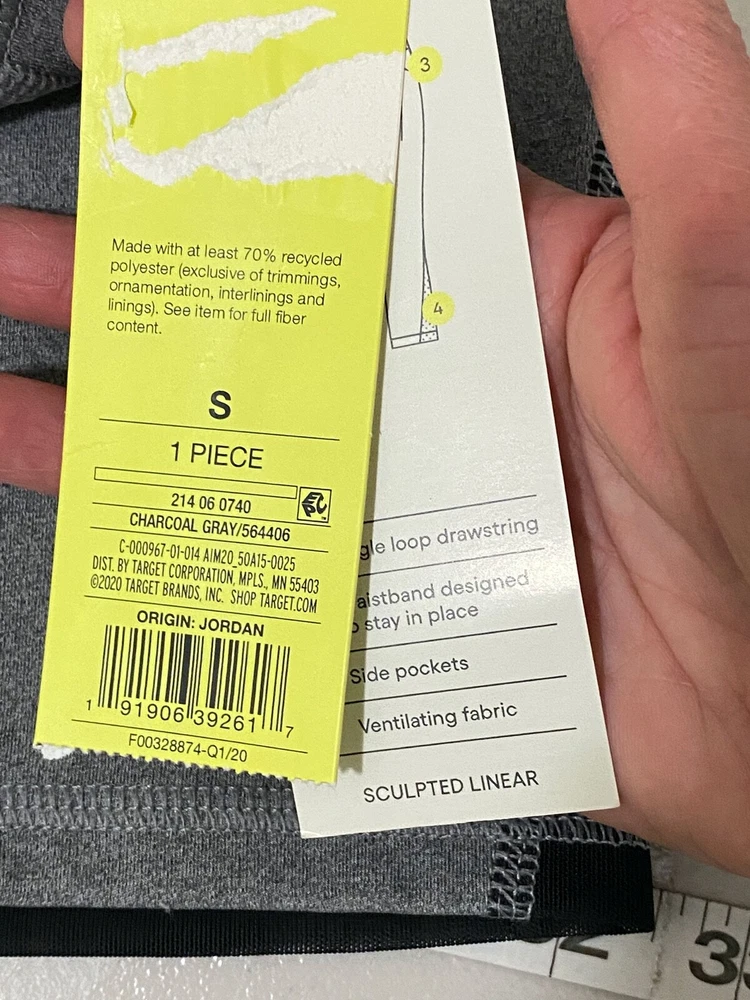 3
4
Made with at least 70% recycled
polyester (exclusive of trimmings,
ornamentation, interlinings and
linings). See item for full fiber
content.
S
1 PIECE
214 06 0740
CHARCOAL GRAY/564406
C-000967-01-014 AIM20_50A15-0025
DIST. BY TARGET CORPORATION, MPLS., MN 55403
©2020 TARGET BRANDS, INC. SHOP TARGET.COM
ORIGIN: JORDAN
1 91906 39261 7
F00328874-Q1/20
gle loop drawstring
aistband designed
o stay in place
Side pockets
Ventilating fabric
SCULPTED LINEAR
2 3